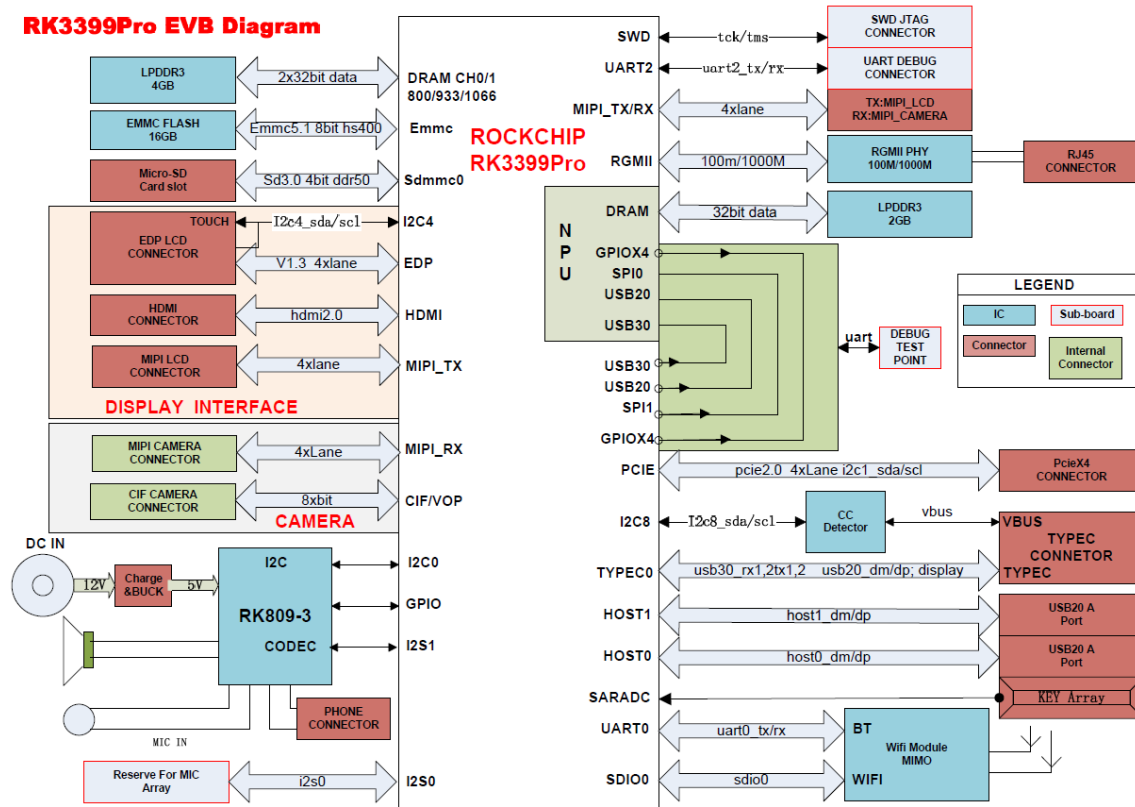 RK3399Pro EVB Diagram
LPDDR3
4GB
2x32bit data
DRAM CH0/1
800/933/1066
EMMC FLASH
16GB
Emmc5.1 8bit hs400
Emmc
Micro-SD
Card slot
Sd3.0 4bit ddr50
Sdmmc0
ROCKCHIP
RK3399Pro
TOUCH
EDP LCD
CONNECTOR
I2c4_sda/scl
I2C4
V1.3 4xlane
EDP
HDMI
CONNECTOR
hdmi2.0
HDMI
MIPI LCD
CONNECTOR
4xlane
MIPI_TX
DISPLAY INTERFACE
MIPI CAMERA
CONNECTOR
4xLane
MIPI_RX
CIF CAMERA
CONNECTOR
8xbit
CIF/VOP
CAMERA
DC IN
12V
Charge
&BUCK
5V
I2C
RK809-3
CODEC
I2C0
GPIO
I2S1
PHONE
CONNECTOR
MIC IN
Reserve For MIC
Array
i2s0
I2S0
SWD
tck/tms
SWD JTAG
CONNECTOR
UART2
uart2_tx/rx
UART DEBUG
CONNECTOR
MIPI_TX/RX
4xlane
TX:MIPI_LCD
RX:MIPI_CAMERA
RGMII
100m/1000M
RGMII PHY
100M/1000M
RJ45
CONNECTOR
N
P
U
DRAM
32bit data
LPDDR3
2GB
GPIOX4
SPI0
USB20
USB30
USB30
USB20
SPI1
GPIOX4
uart
DEBUG
TEST
POINT
LEGEND
IC
Sub-board
Connector
Internal
Connector
PCIE
pcie2.0 4xLane i2c1_sda/scl
PcieX4
CONNECTOR
I2C8
I2c8_sda/scl
CC
Detector
vbus
VBUS
TYPEC
CONNETOR
TYPEC
TYPEC0
usb30_rx1,2tx1,2 usb20_dm/dp; display
HOST1
host1_dm/dp
USB20 A
Port
HOST0
host0_dm/dp
USB20 A
Port
SARADC
KEY Array
UART0
uart0_tx/rx
BT
Wifi Module
MIMO
SDIO0
sdio0
WIFI